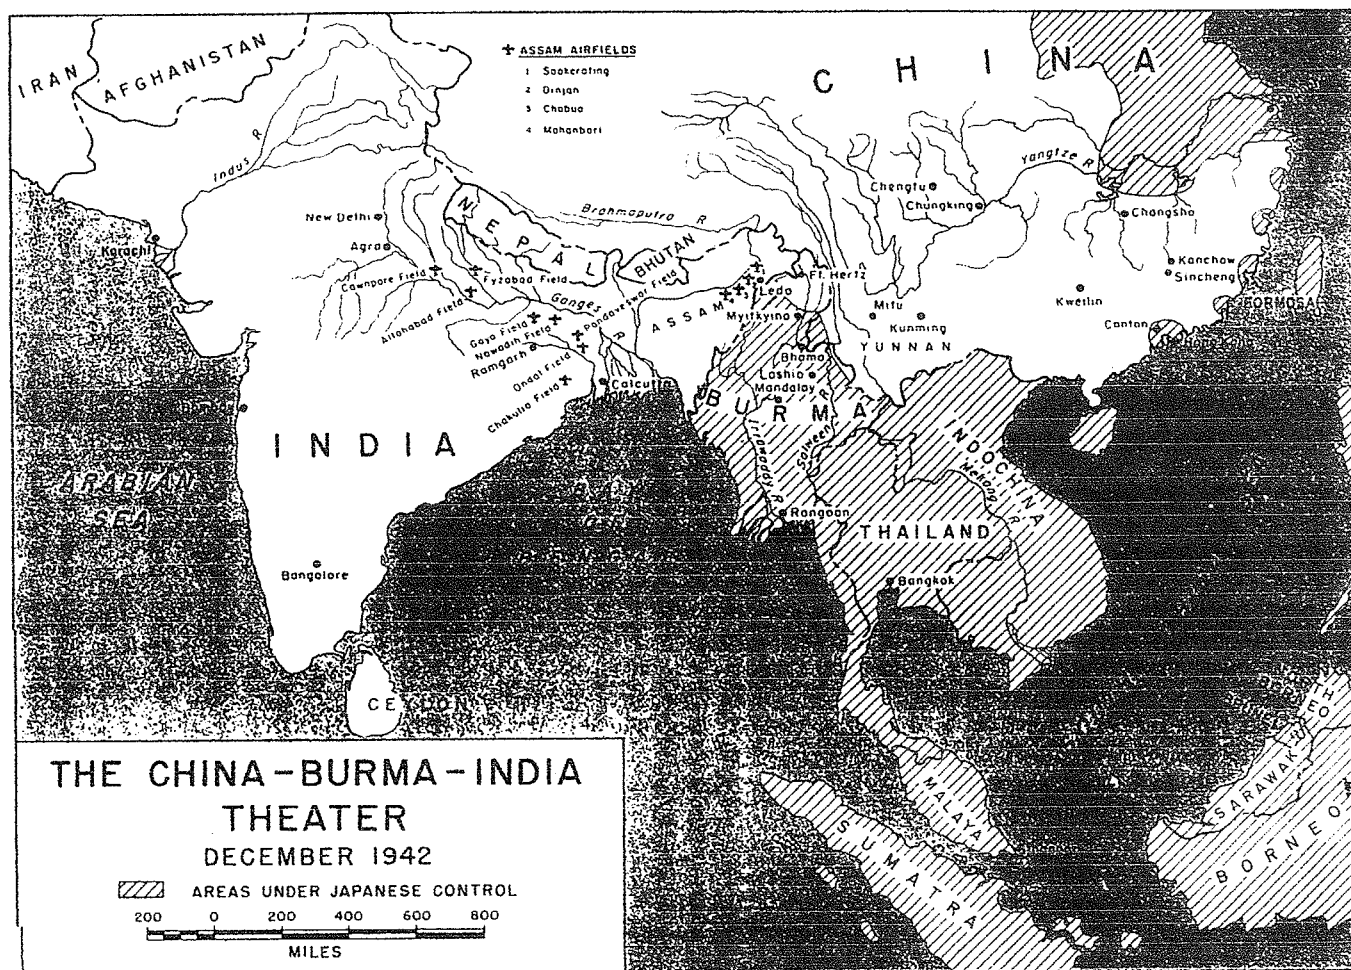 IRAN
AFGHANISTAN
ASSAM AIRFIELDS
1 Sookerating
2 Dinjan
3 Chabua
4 Mohanbari
CHINA
Indus R
Yangtze R
Chengfu
Chungking
Changsha
NEPAL
Brahmaputra R
New Delhi
Agra
BHUTAN
Karachi
Kanchow
Sincheng
Cawnpore Field
Fyzabad Field
Ft. Hertz
Ledo
Allahabad Field
Ganges R
Pandaveswar Field
ASSAM
Kweilin
FORMOSA
Mitu
Myitkyina
Kunming
Gaya Field
Nawadih Field
Canton
Hong Kong
Ramgarh
YUNNAN
Bhamo
Ondal Field
Lashio
Calcutta
Mandalay
Chakulia Field
BURMA
INDIA
INDOCHINA
Irrawaddy R
Salween R
Mekong R
ARABIAN
SEA
Rangoon
THAILAND
Bangalore
Bangkok
CEYLON
THE CHINA-BURMA-INDIA
THEATER
DECEMBER 1942
AREAS UNDER JAPANESE CONTROL
200 0 200 400 600 800
MILES
MALAYA
SUMATRA
SARAWAK
BORNEO